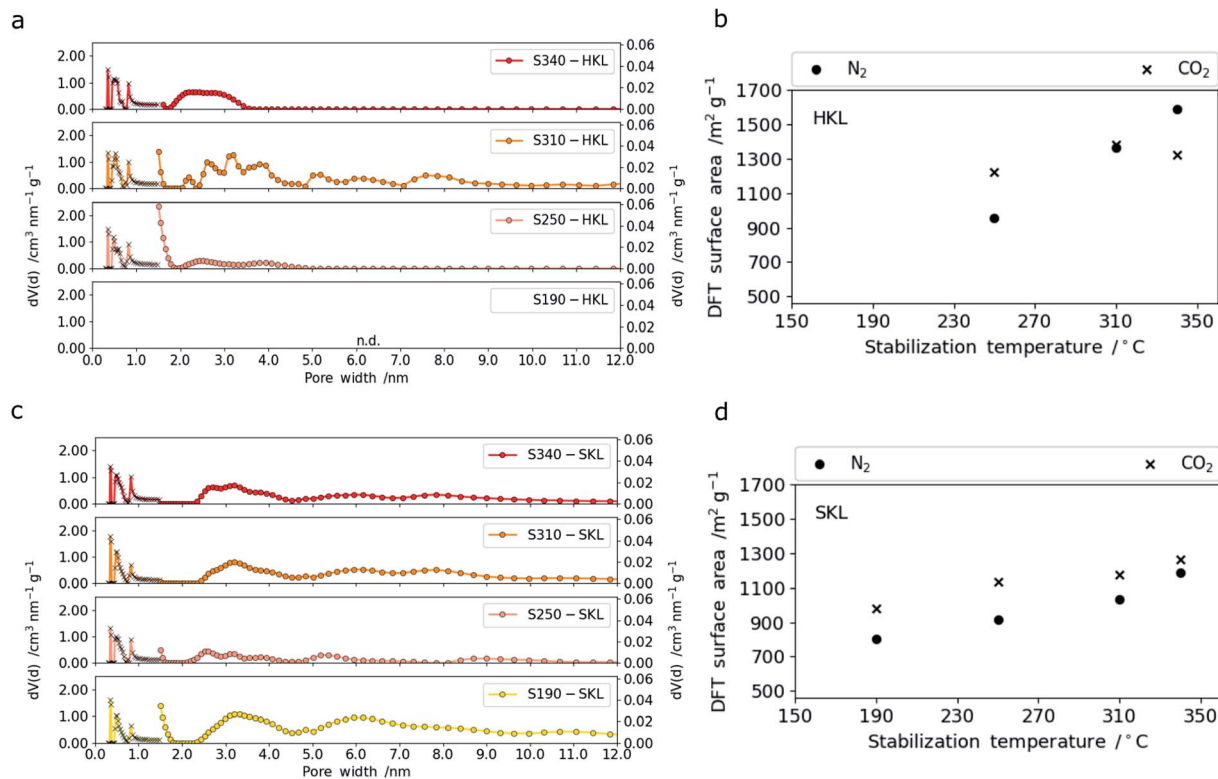 a
2.00
1.00
0.00
0.06
0.04
0.02
0.00
S340 – HKL
2.00
1.00
0.00
0.06
0.04
0.02
0.00
S310 – HKL
2.00
1.00
0.00
0.06
0.04
0.02
0.00
S250 – HKL
2.00
1.00
0.00
0.06
0.04
0.02
0.00
S190 – HKL
n.d.
dV(d) /cm³ nm⁻¹ g⁻¹
dV(d) /cm³ nm⁻¹ g⁻¹
0.0 1.0 2.0 3.0 4.0 5.0 6.0 7.0 8.0 9.0 10.0 11.0 12.0
Pore width /nm
b
N₂ CO₂
HKL
1700
1500
1300
1100
900
700
500
DFT surface area /m² g⁻¹
150 190 230 270 310 350
Stabilization temperature /°C
c
2.00
1.00
0.00
0.06
0.04
0.02
0.00
S340 – SKL
2.00
1.00
0.00
0.06
0.04
0.02
0.00
S310 – SKL
2.00
1.00
0.00
0.06
0.04
0.02
0.00
S250 – SKL
2.00
1.00
0.00
0.06
0.04
0.02
0.00
S190 – SKL
dV(d) /cm³ nm⁻¹ g⁻¹
dV(d) /cm³ nm⁻¹ g⁻¹
0.0 1.0 2.0 3.0 4.0 5.0 6.0 7.0 8.0 9.0 10.0 11.0 12.0
Pore width /nm
d
N₂ CO₂
SKL
1700
1500
1300
1100
900
700
500
DFT surface area /m² g⁻¹
150 190 230 270 310 350
Stabilization temperature /°C